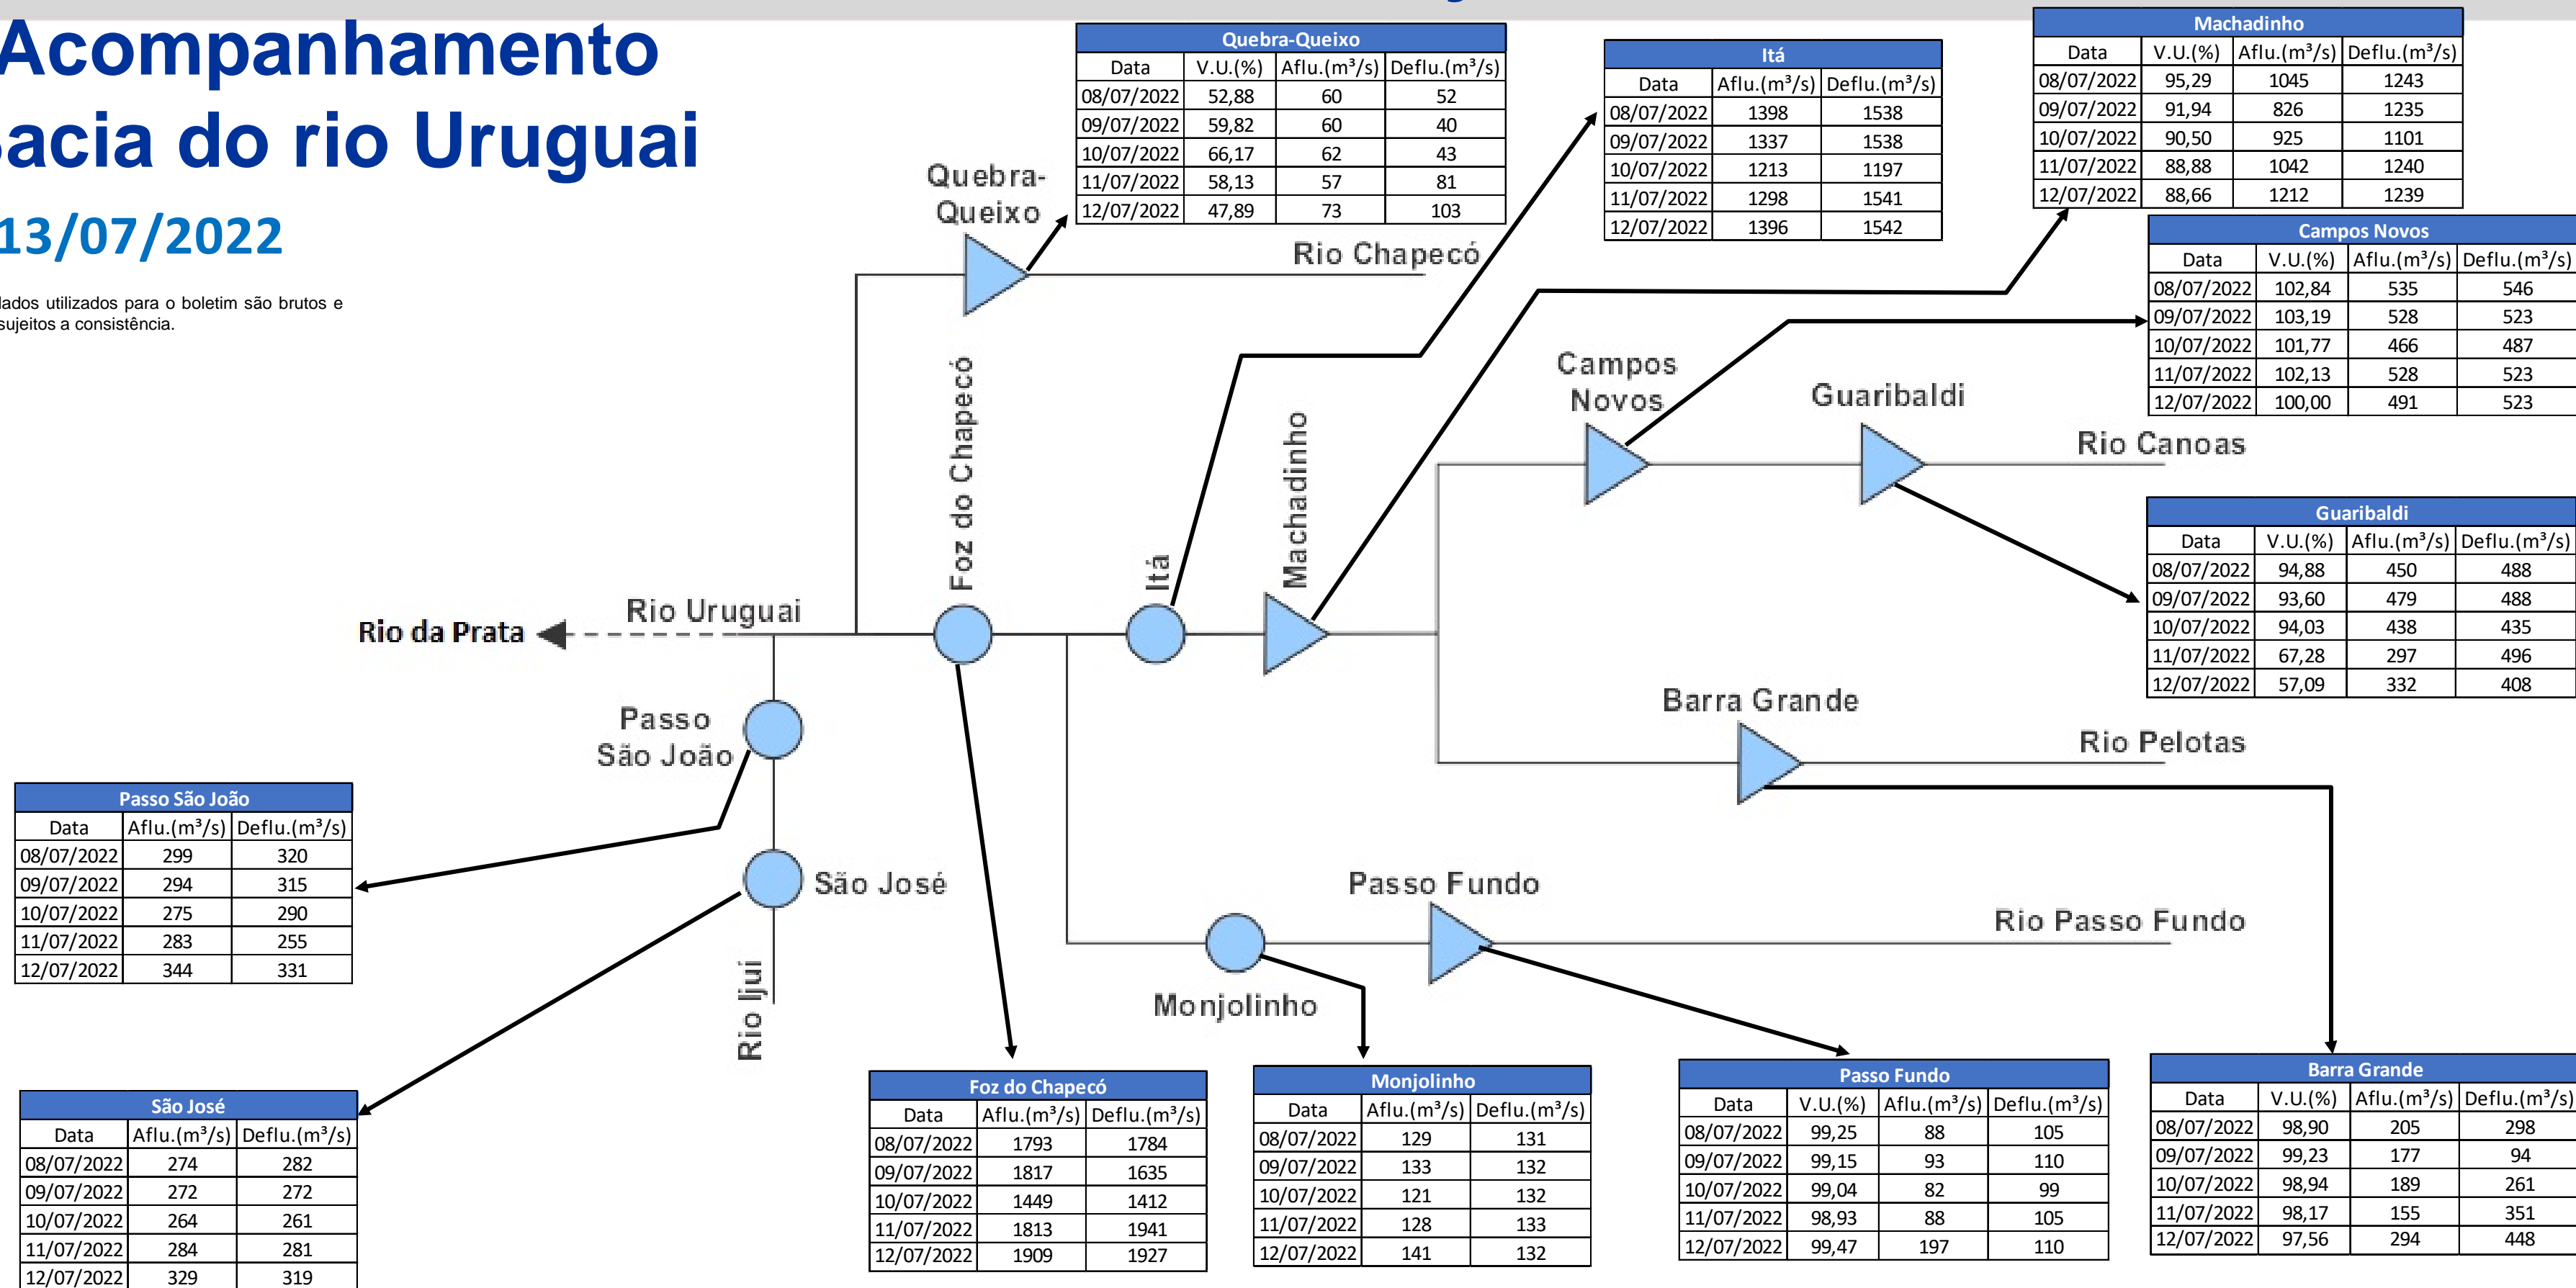 Acompanhamento
acia do rio Uruguai
13/07/2022
dados utilizados para o boletim são brutos e
sujeitos a consistência.
Quebra-Queixo
Data V.U.(%) Aflu.(m³/s) Deflu.(m³/s)
08/07/2022 52,88 60 52
09/07/2022 59,82 60 40
10/07/2022 66,17 62 43
11/07/2022 58,13 57 81
12/07/2022 47,89 73 103
Itá
Data Aflu.(m³/s) Deflu.(m³/s)
08/07/2022 1398 1538
09/07/2022 1337 1538
10/07/2022 1213 1197
11/07/2022 1298 1541
12/07/2022 1396 1542
Machadinho
Data V.U.(%) Aflu.(m³/s) Deflu.(m³/s)
08/07/2022 95,29 1045 1243
09/07/2022 91,94 826 1235
10/07/2022 90,50 925 1101
11/07/2022 88,88 1042 1240
12/07/2022 88,66 1212 1239
Campos Novos
Data V.U.(%) Aflu.(m³/s) Deflu.(m³/s)
08/07/2022 102,84 535 546
09/07/2022 103,19 528 523
10/07/2022 101,77 466 487
11/07/2022 102,13 528 523
12/07/2022 100,00 491 523
Quebra-
Queixo
Rio Chapecó
Foz do Chapecó
Itá
Machadinho
Campos
Novos
Guaribaldi
Rio Canoas
Guaribaldi
Data V.U.(%) Aflu.(m³/s) Deflu.(m³/s)
08/07/2022 94,88 450 488
09/07/2022 93,60 479 488
10/07/2022 94,03 438 435
11/07/2022 67,28 297 496
12/07/2022 57,09 332 408
Rio da Prata
Rio Uruguai
Passo
São João
Barra Grande
Rio Pelotas
Passo São João
Data Aflu.(m³/s) Deflu.(m³/s)
08/07/2022 299 320
09/07/2022 294 315
10/07/2022 275 290
11/07/2022 283 255
12/07/2022 344 331
São José
Rio Ijuí
Passo Fundo
Rio Passo Fundo
Monjolinho
São José
Data Aflu.(m³/s) Deflu.(m³/s)
08/07/2022 274 282
09/07/2022 272 272
10/07/2022 264 261
11/07/2022 284 281
12/07/2022 329 319
Foz do Chapecó
Data Aflu.(m³/s) Deflu.(m³/s)
08/07/2022 1793 1784
09/07/2022 1817 1635
10/07/2022 1449 1412
11/07/2022 1813 1941
12/07/2022 1909 1927
Monjolinho
Data Aflu.(m³/s) Deflu.(m³/s)
08/07/2022 129 131
09/07/2022 133 132
10/07/2022 121 132
11/07/2022 128 133
12/07/2022 141 132
Passo Fundo
Data V.U.(%) Aflu.(m³/s) Deflu.(m³/s)
08/07/2022 99,25 88 105
09/07/2022 99,15 93 110
10/07/2022 99,04 82 99
11/07/2022 98,93 88 105
12/07/2022 99,47 197 110
Barra Grande
Data V.U.(%) Aflu.(m³/s) Deflu.(m³/s)
08/07/2022 98,90 205 298
09/07/2022 99,23 177 94
10/07/2022 98,94 189 261
11/07/2022 98,17 155 351
12/07/2022 97,56 294 448